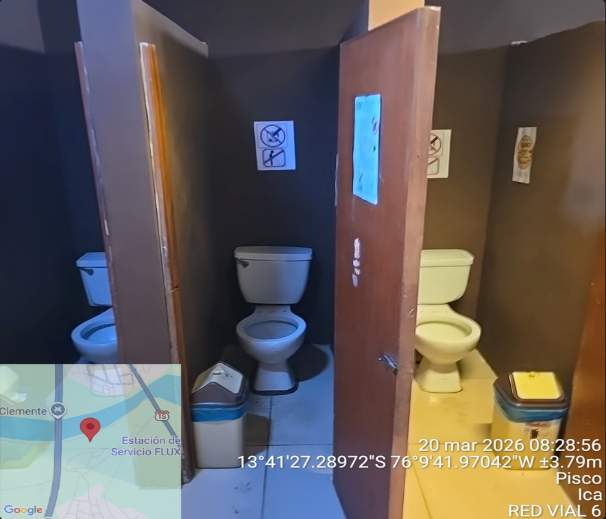 Clemente
1S
Estación de
Servicio FLUX
Google
20 mar 2026 08:28:56
13°41'27.28972"S 76°9'41.97042"W ±3.79m
Pisco
Ica
RED VIAL 6